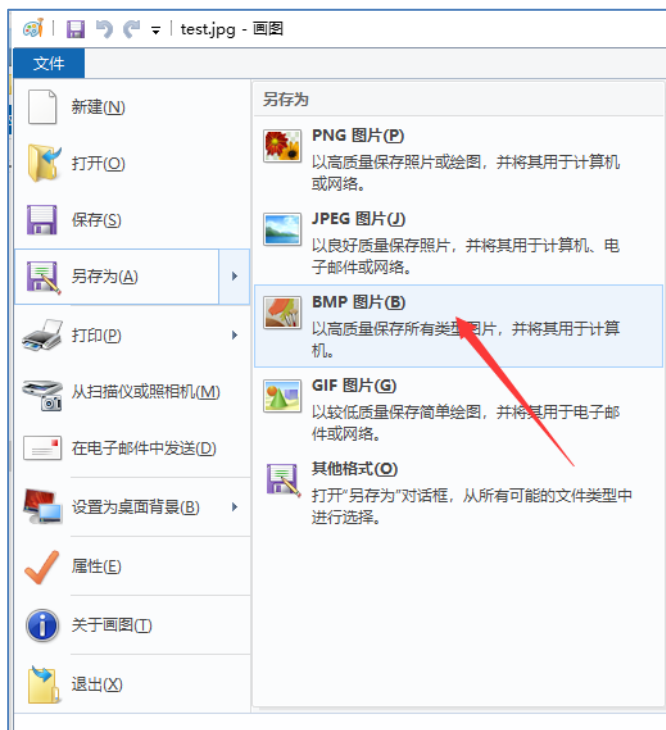 test.jpg - 画图
文件
新建(N)
打开(O)
保存(S)
另存为(A)
打印(P)
从扫描仪或照相机(M)
在电子邮件中发送(D)
设置为桌面背景(B)
属性(E)
关于画图(T)
退出(X)
另存为
PNG 图片(P)
以高质量保存照片或绘图，并将其用于计算机
或网络。
JPEG 图片(J)
以良好质量保存照片，并将其用于计算机、电
子邮件或网络。
BMP 图片(B)
以高质量保存所有类型图片，并将其用于计算
机。
GIF 图片(G)
以较低质量保存简单绘图，并将其用于电子邮
件或网络。
其他格式(O)
打开“另存为”对话框，从所有可能的文件类型中
进行选择。